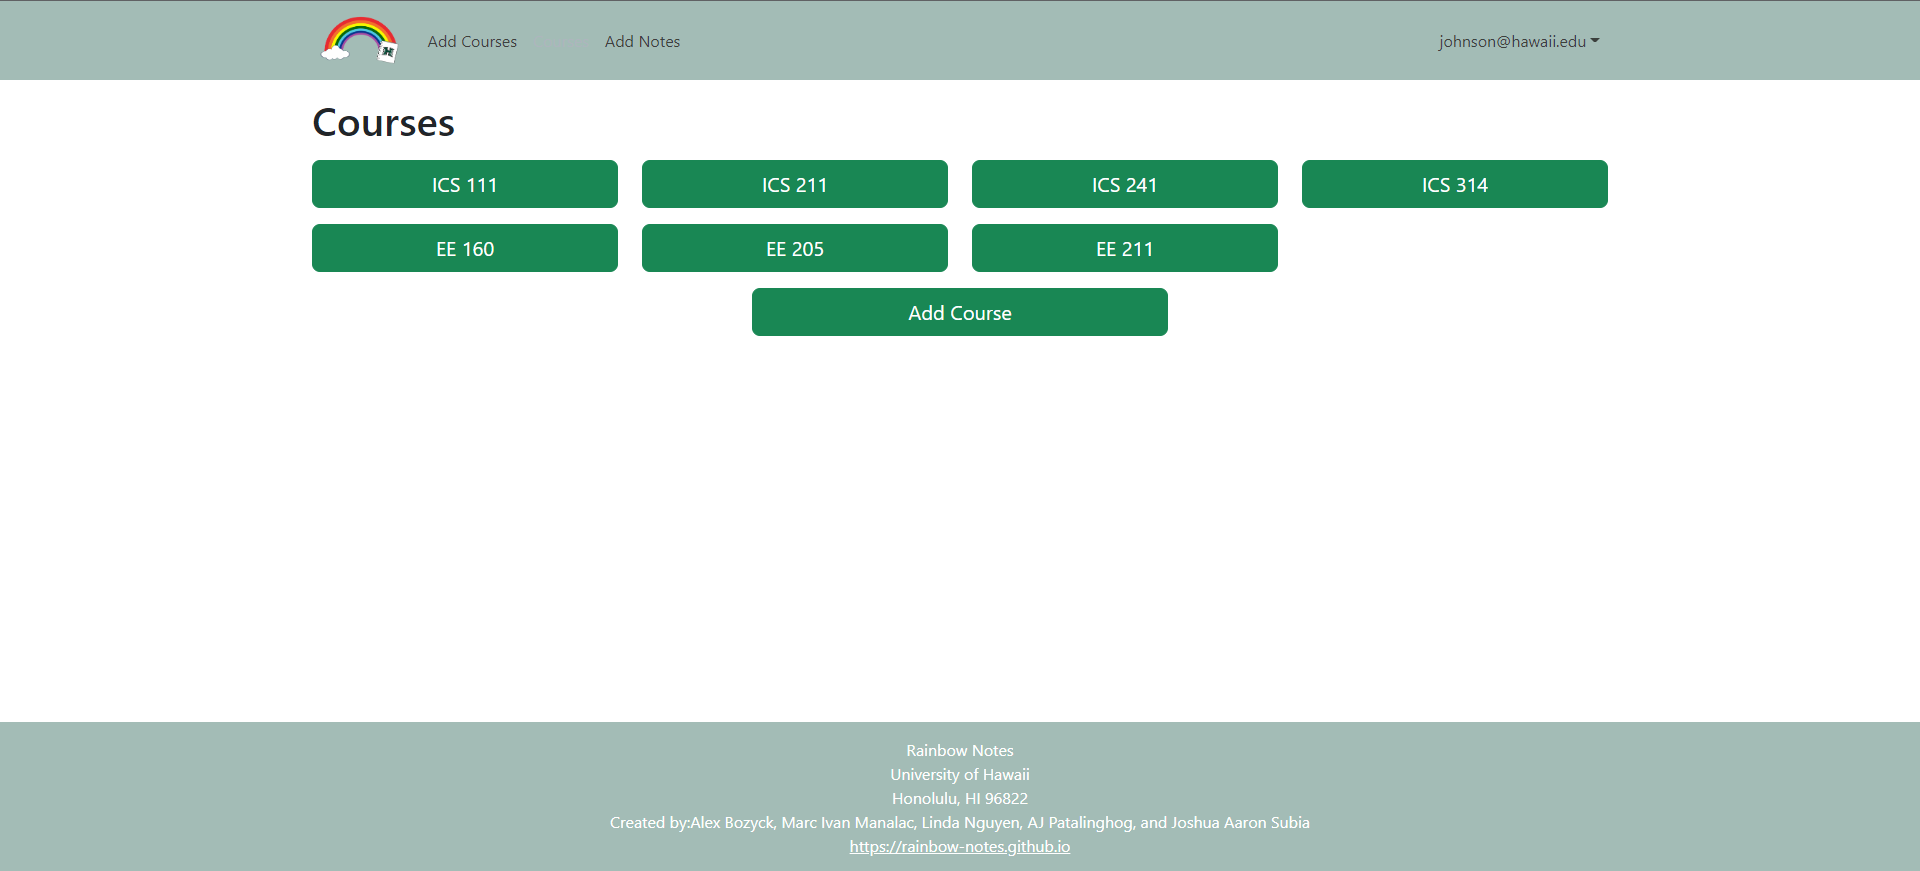 Add Courses Add Notes johnson@hawaii.edu
Courses
ICS 111 ICS 211 ICS 241 ICS 314
EE 160 EE 205 EE 211
Add Course
Rainbow Notes
University of Hawaii
Honolulu, HI 96822
Created by:Alex Bozyck, Marc Ivan Manalac, Linda Nguyen, AJ Patalinghog, and Joshua Aaron Subia
https://rainbow-notes.github.io